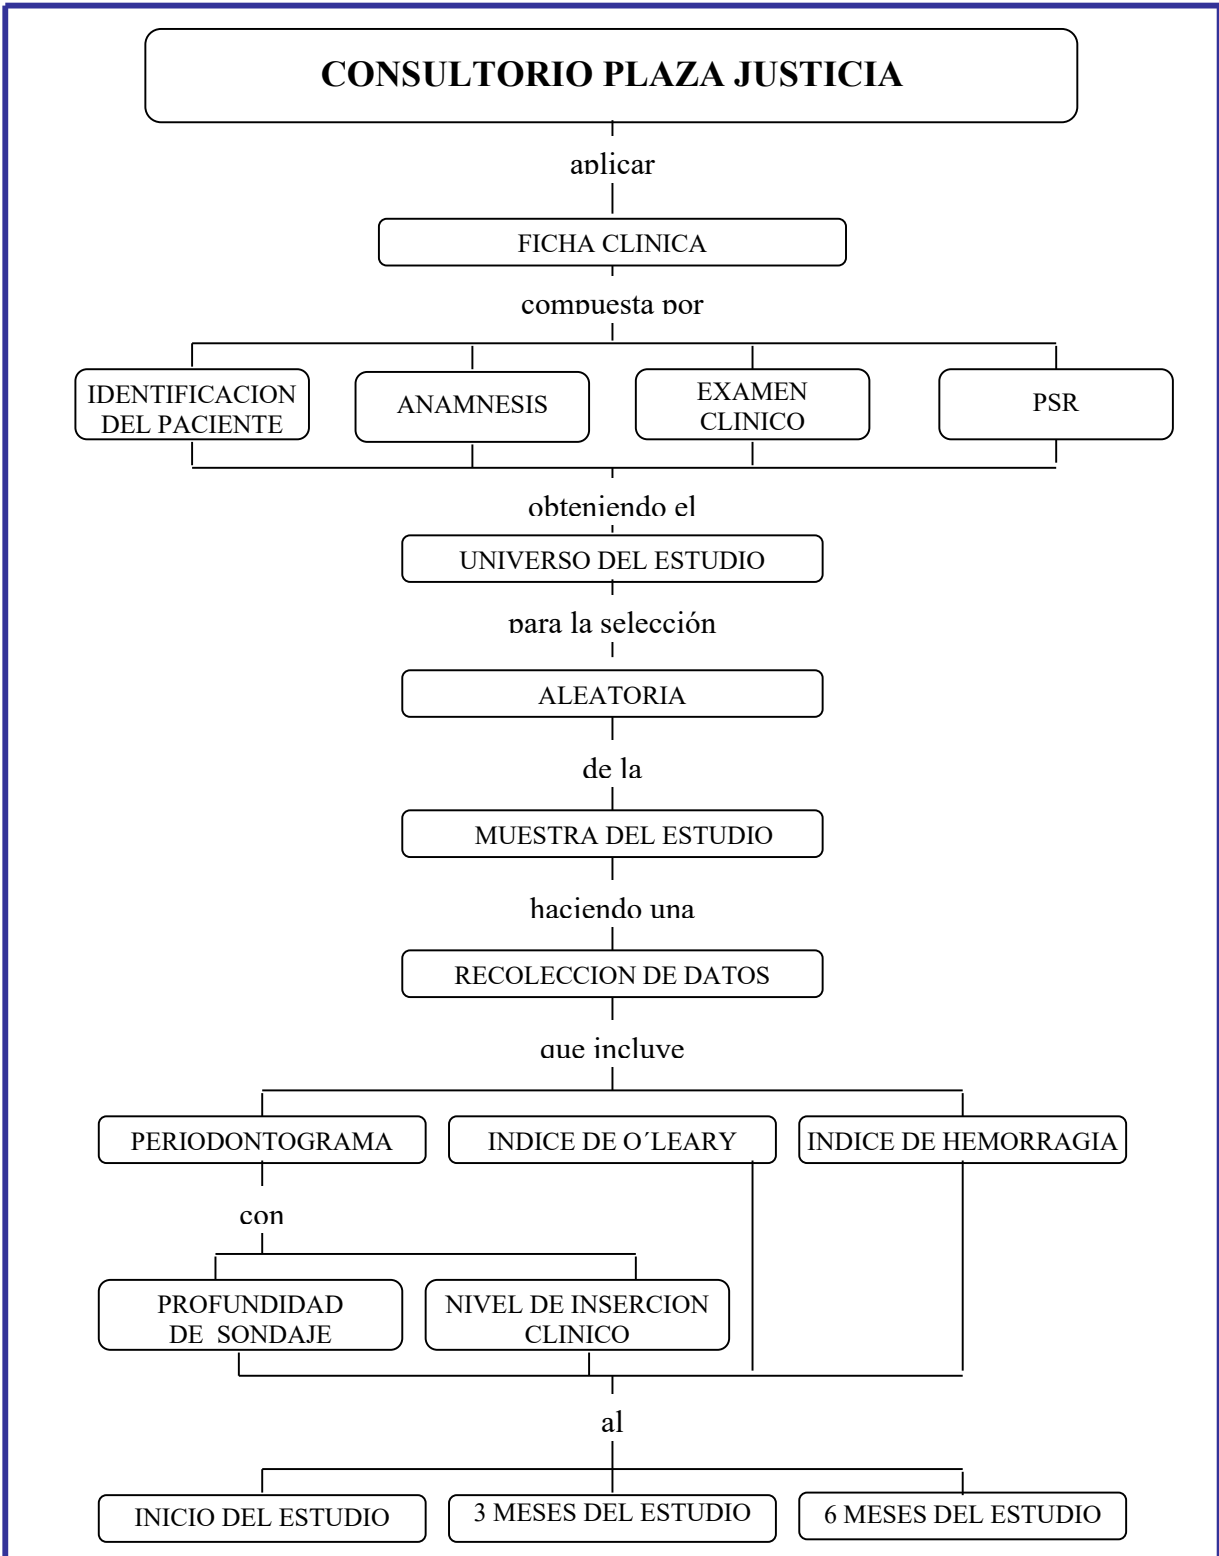 CONSULTORIO PLAZA JUSTICIA
aplicar
FICHA CLINICA
compuesta por
IDENTIFICACION
DEL PACIENTE
ANAMNESIS
EXAMEN
CLINICO
PSR
obteniendo el
UNIVERSO DEL ESTUDIO
para la selección
ALEATORIA
de la
MUESTRA DEL ESTUDIO
haciendo una
RECOLECCION DE DATOS
que incluye
PERIODONTOGRAMA
INDICE DE O´LEARY
INDICE DE HEMORRAGIA
con
PROFUNDIDAD
DE SONDAJE
NIVEL DE INSERCION
CLINICO
al
INICIO DEL ESTUDIO
3 MESES DEL ESTUDIO
6 MESES DEL ESTUDIO